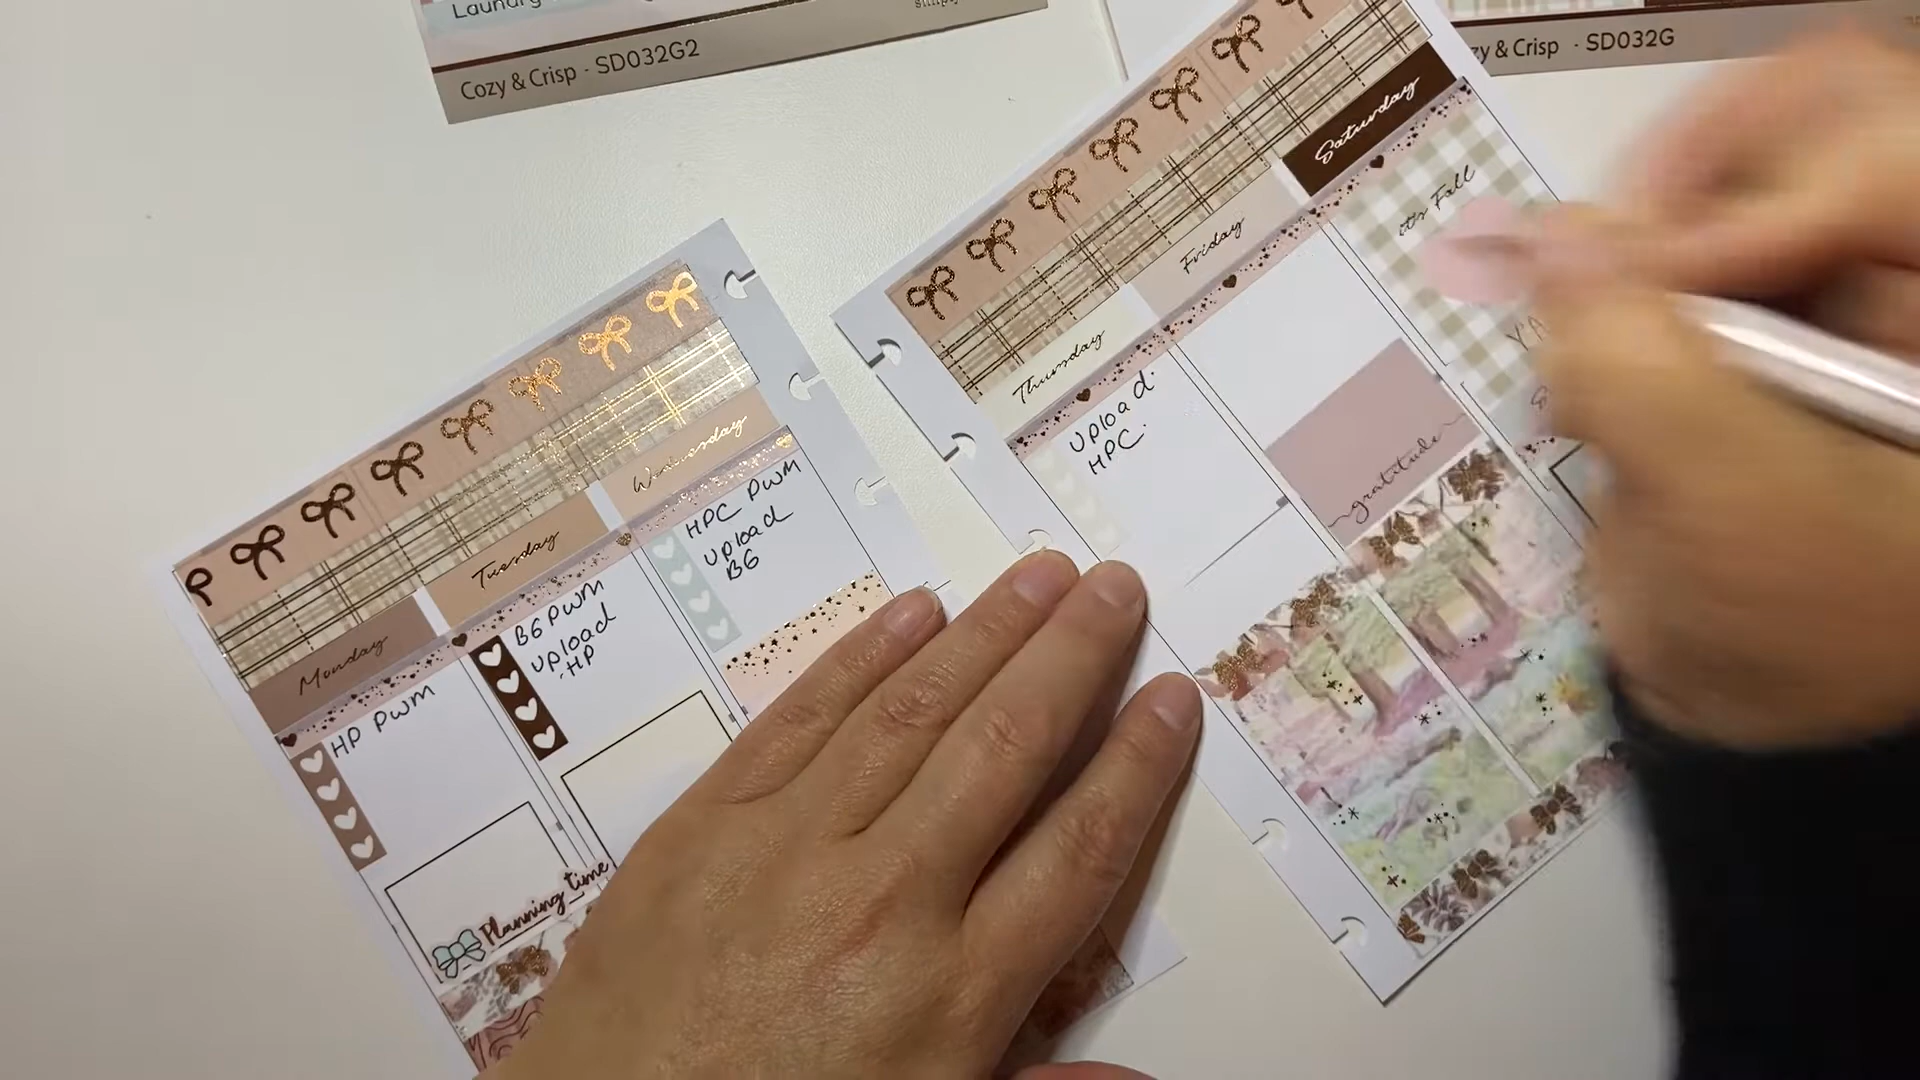 Laundry
Cozy & Crisp · SD032G2
zy & Crisp · SD032G
Monday
HP PWM
Planning time
Tuesday
B6 PWM
Upload
HP
Wednesday
HPC PWM
Upload
B6
Thursday
Upload
HPC
Friday
gratitude
Saturday
its Fall
Y'A